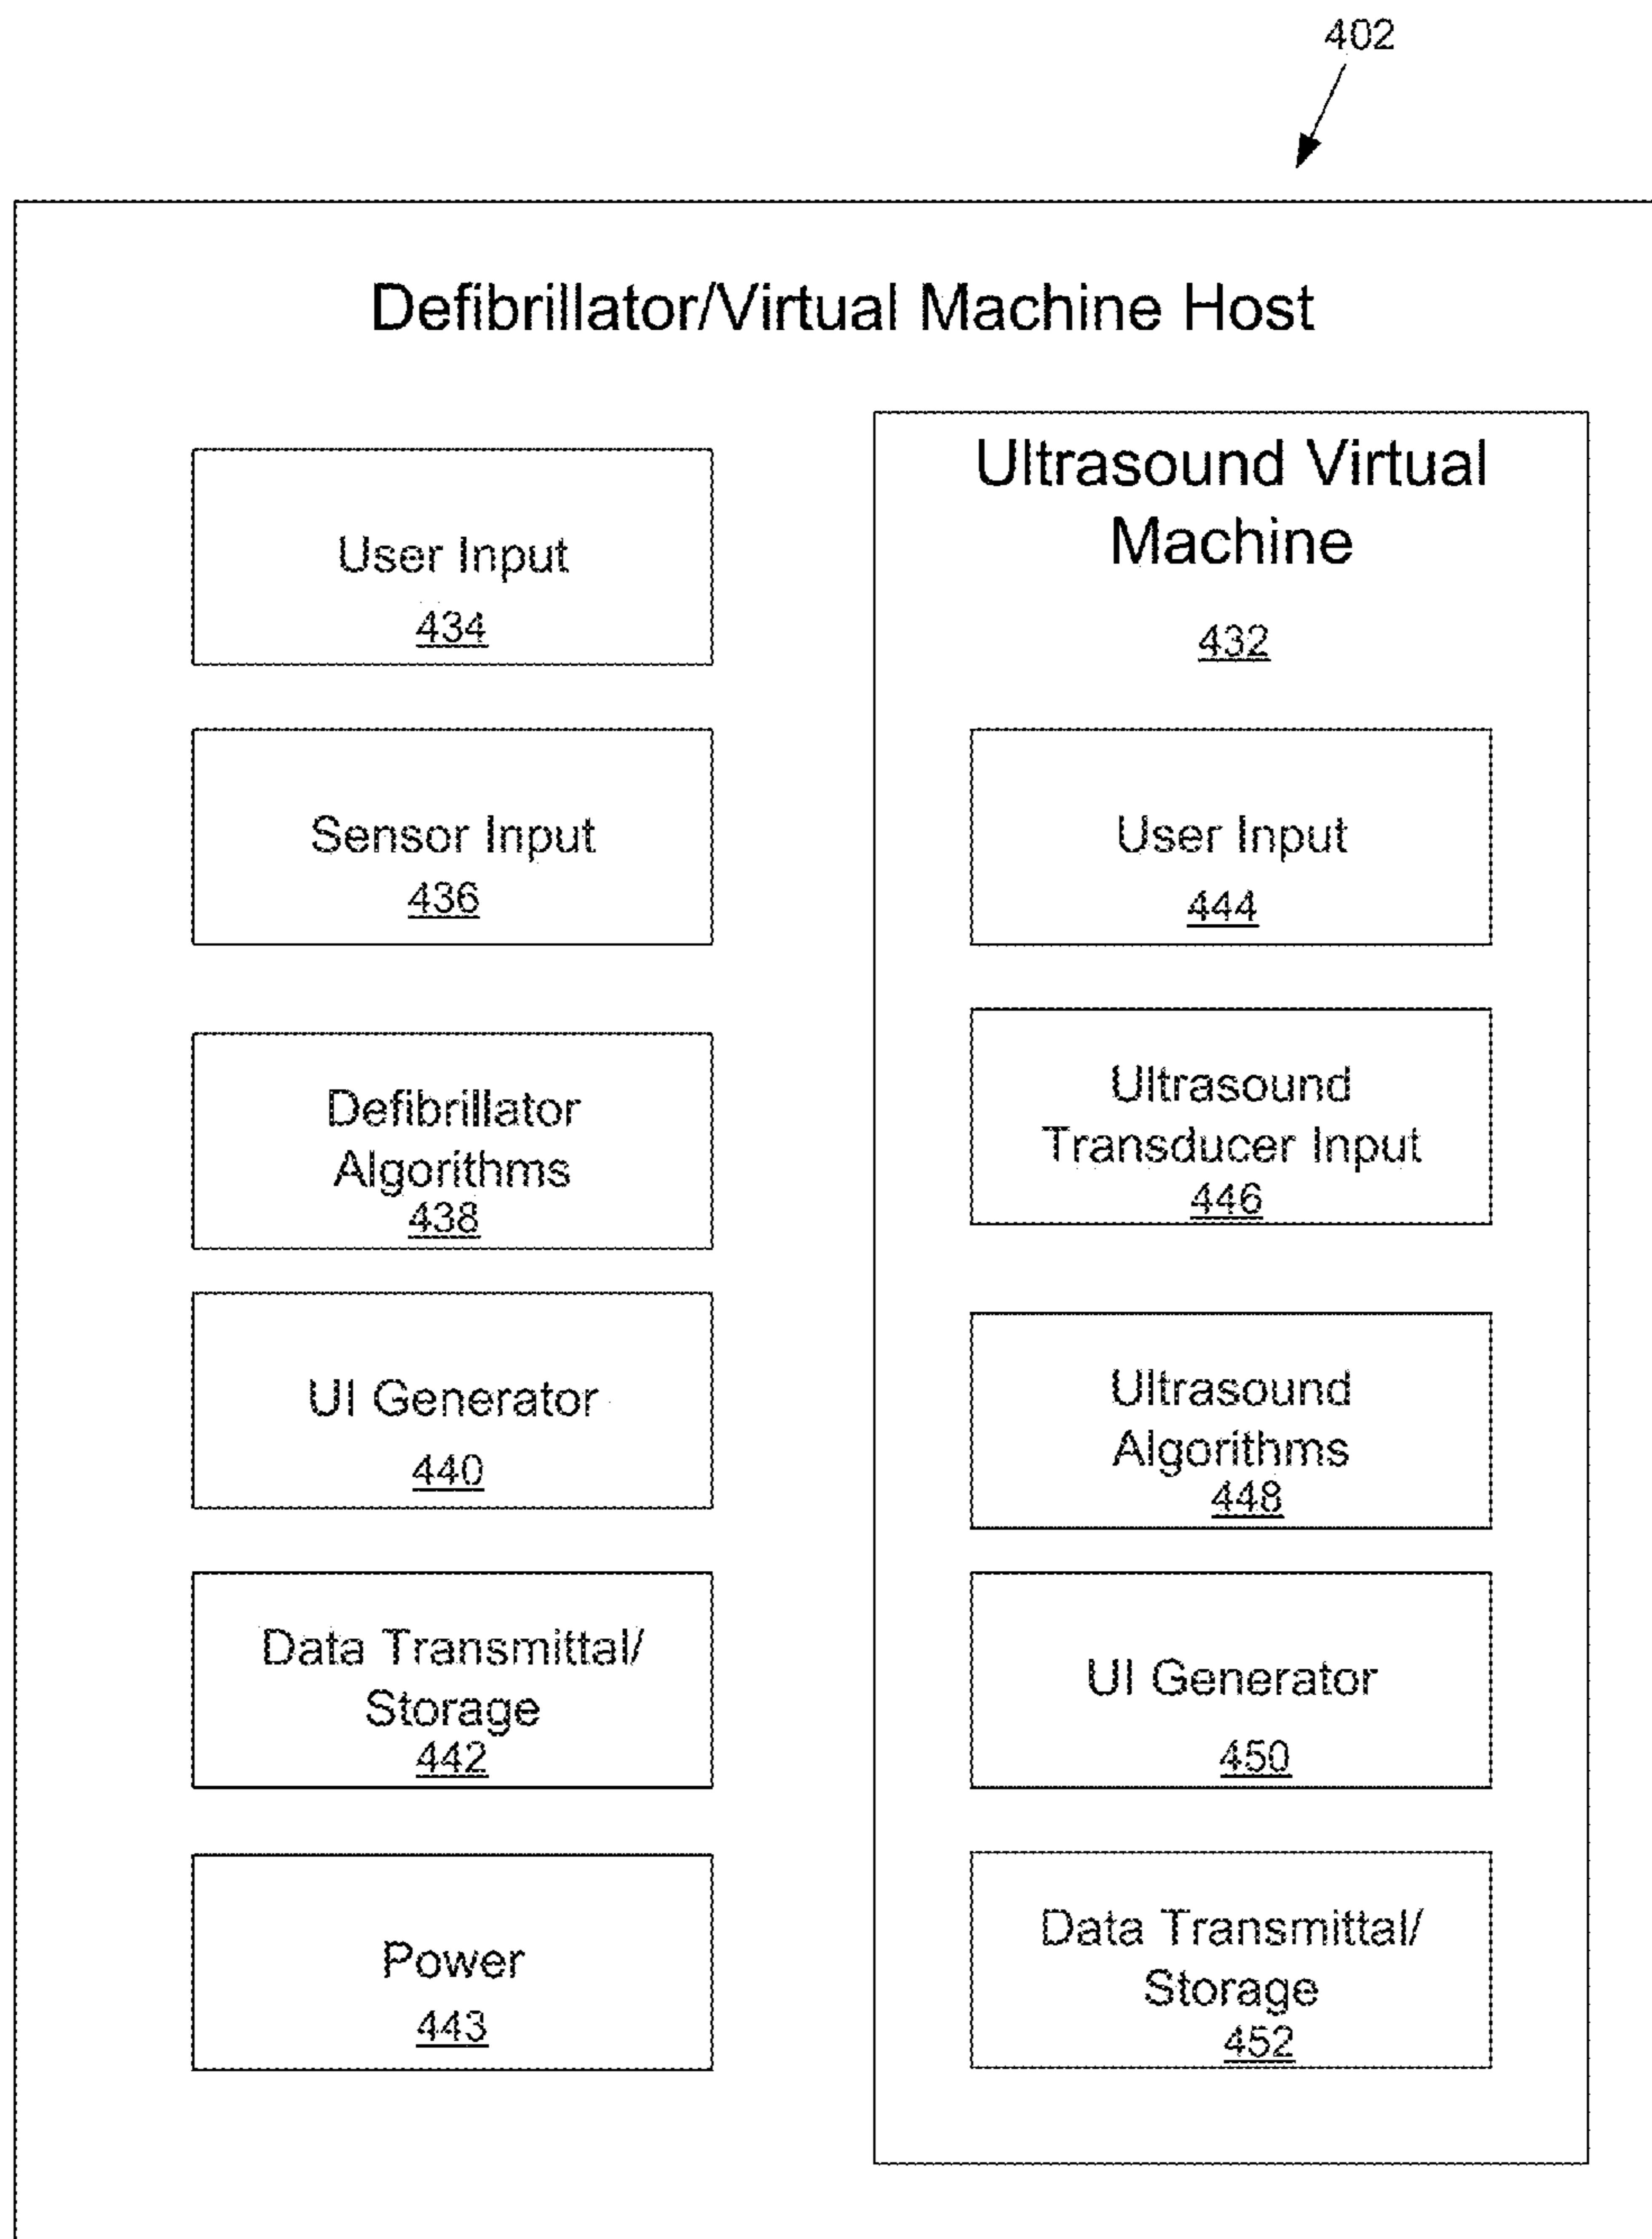 402
Defibrillator/Virtual Machine Host
User Input
434
Sensor Input
436
Defibrillator
Algorithms
438
UI Generator
440
Data Transmittal/
Storage
442
Power
443
Ultrasound Virtual
Machine
432
User Input
444
Ultrasound
Transducer Input
446
Ultrasound
Algorithms
448
UI Generator
450
Data Transmittal/
Storage
452